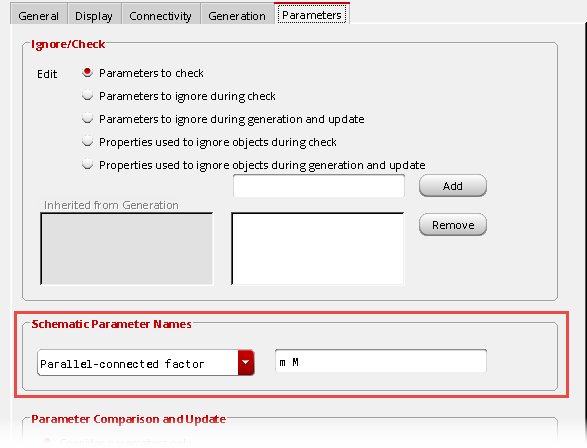 General Display Connectivity Generation Parameters
Ignore/Check
Edit Parameters to check
Parameters to ignore during check
Parameters to ignore during generation and update
Properties used to ignore objects during check
Properties used to ignore objects during generation and update
Add
Inherited from Generation
Remove
Schematic Parameter Names
Parallel-connected factor m M
Parameter Comparison and Update